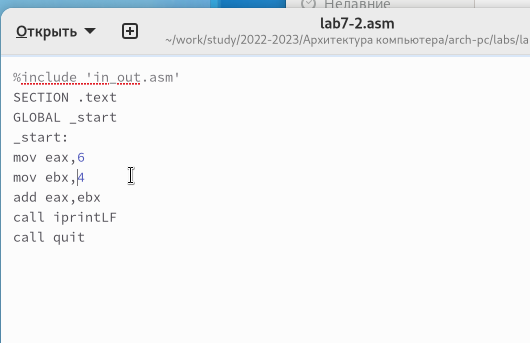 Недавние
Открыть
lab7-2.asm
~/work/study/2022-2023/Архитектура компьютера/arch-pc/labs/la
%include 'in_out.asm'
SECTION .text
GLOBAL _start
_start:
mov eax,6
mov ebx,4
add eax,ebx
call iprintLF
call quit